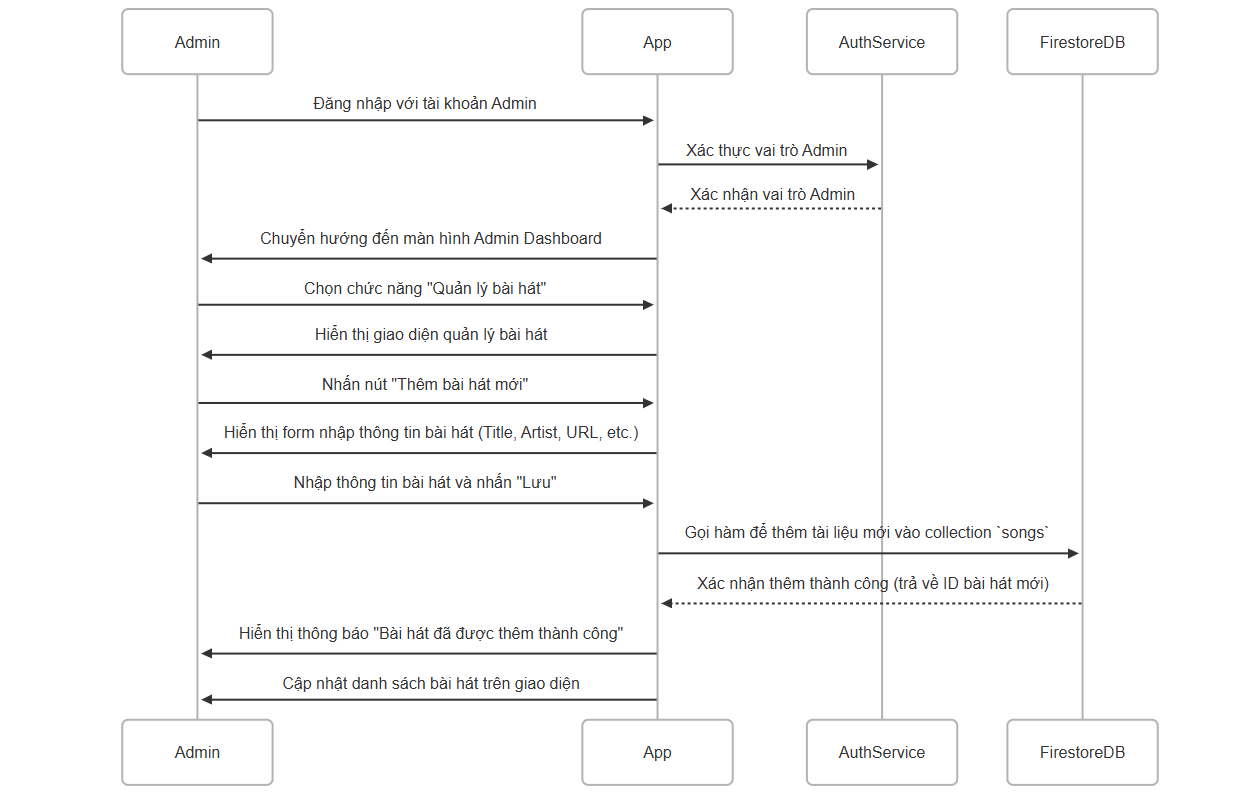 Admin
App
AuthService
FirestoreDB
Đăng nhập với tài khoản Admin
Xác thực vai trò Admin
Xác nhận vai trò Admin
Chuyển hướng đến màn hình Admin Dashboard
Chọn chức năng "Quản lý bài hát"
Hiển thị giao diện quản lý bài hát
Nhấn nút "Thêm bài hát mới"
Hiển thị form nhập thông tin bài hát (Title, Artist, URL, etc.)
Nhập thông tin bài hát và nhấn "Lưu"
Gọi hàm để thêm tài liệu mới vào collection `songs`
Xác nhận thêm thành công (trả về ID bài hát mới)
Hiển thị thông báo "Bài hát đã được thêm thành công"
Cập nhật danh sách bài hát trên giao diện
Admin
App
AuthService
FirestoreDB